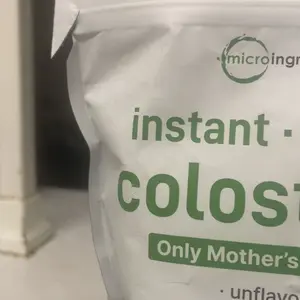 microingr
instant ·
colost
Only Mother's
· unflavo